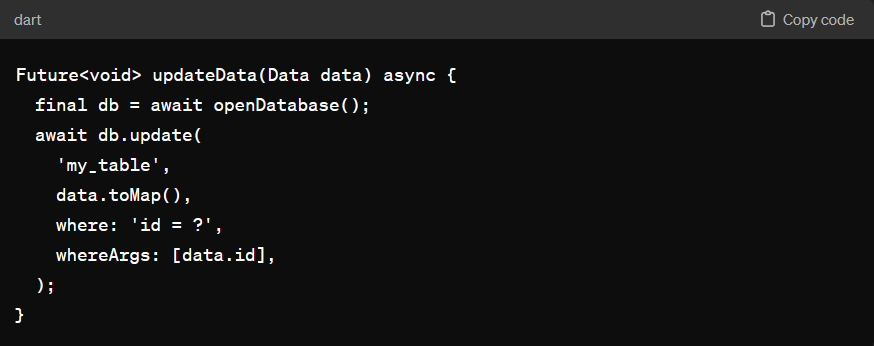 dart
Copy code
Future<void> updateData(Data data) async {
  final db = await openDatabase();
  await db.update(
    'my_table',
    data.toMap(),
    where: 'id = ?',
    whereArgs: [data.id],
  );
}